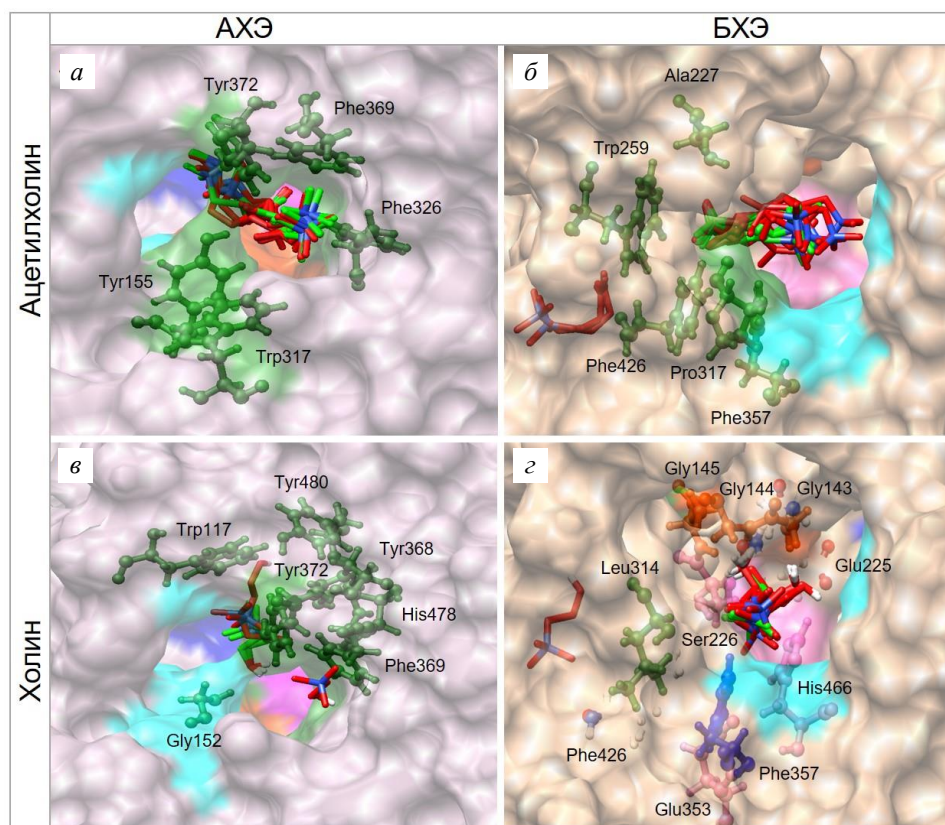 АХЭ
БХЭ
Ацетилхолин
а
Tyr372
Phe369
Phe326
Tyr155
Trp317
б
Ala227
Trp259
Phe426
Pro317
Phe357
Холин
в
Tyr480
Trp117
Tyr372
Tyr368
His478
Phe369
Gly152
г
Gly145
Gly144
Gly143
Glu225
Leu314
Ser226
His466
Phe426
Phe357
Glu353